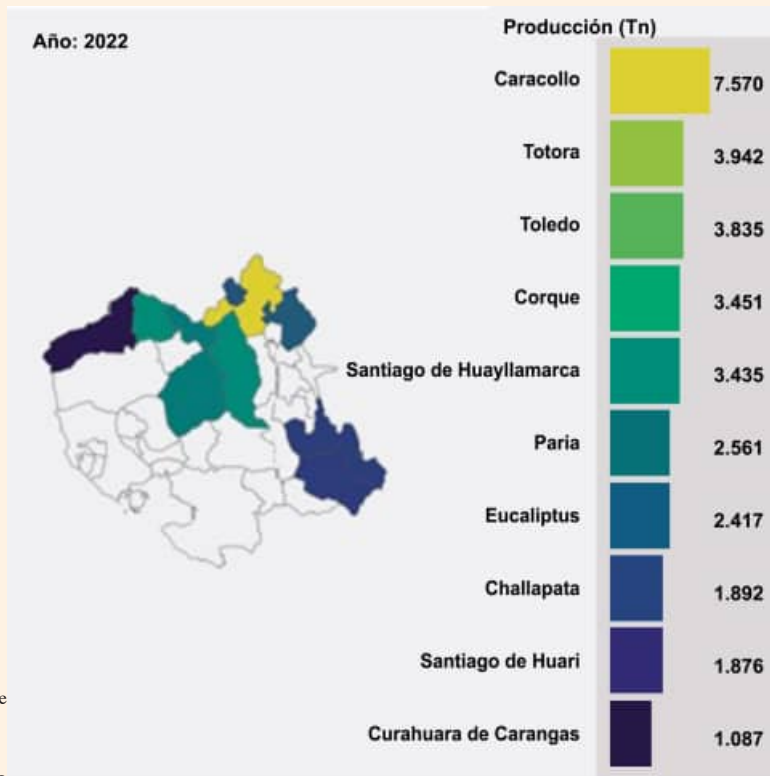 Año: 2022
Producción (Tn)
Caracollo 7.570
Totora 3.942
Toledo 3.835
Corque 3.451
Santiago de Huayllamarca 3.435
Paria 2.561
Eucaliptus 2.417
Challapata 1.892
Santiago de Huari 1.876
Curahuara de Carangas 1.087
e